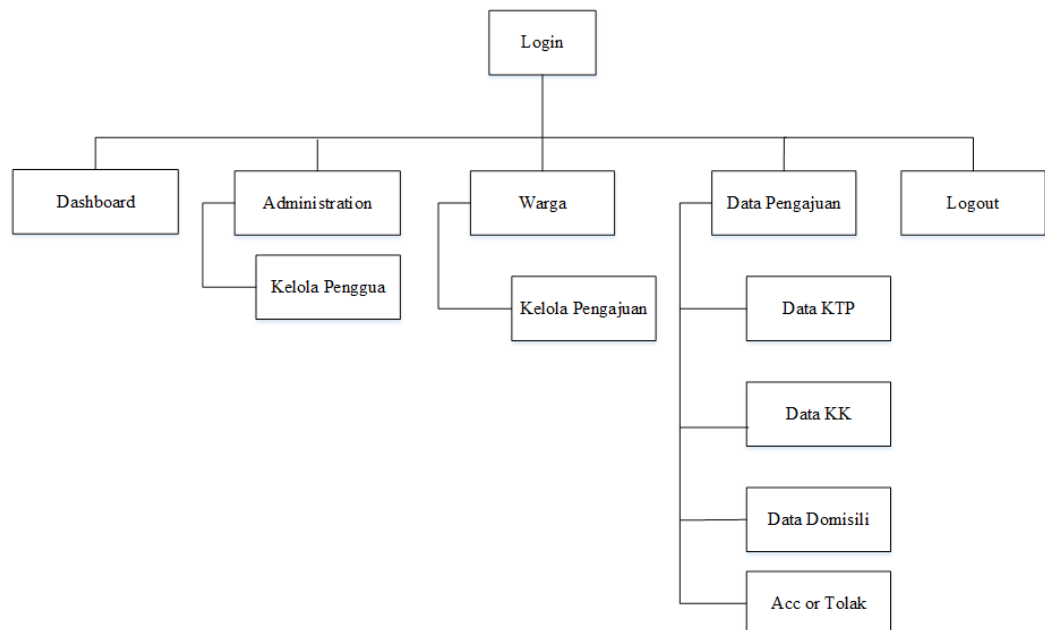 Login
Dashboard
Administration
Warga
Data Pengajuan
Logout
Kelola Penggua
Kelola Pengajuan
Data KTP
Data KK
Data Domisili
Acc or Tolak